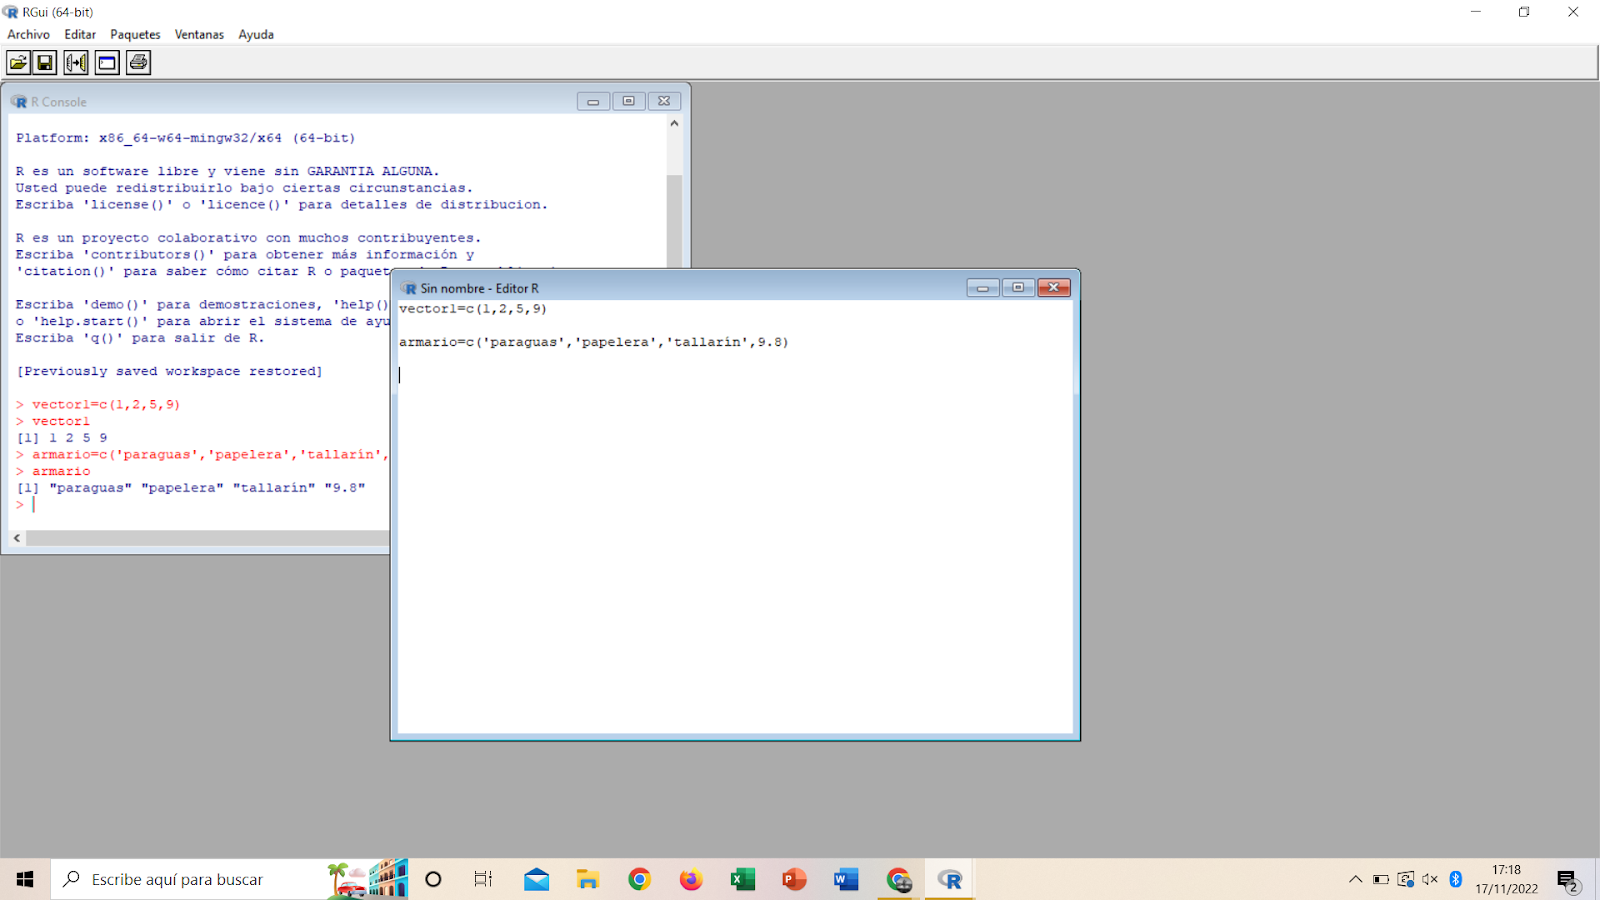 RGui (64-bit)
Archivo Editar Paquetes Ventanas Ayuda
R Console
Platform: x86_64-w64-mingw32/x64 (64-bit)
R es un software libre y viene sin GARANTIA ALGUNA.
Usted puede redistribuirlo bajo ciertas circunstancias.
Escriba 'license()' o 'licence()' para detalles de distribucion.
R es un proyecto colaborativo con muchos contribuyentes.
Escriba 'contributors()' para obtener más información y
'citation()' para saber cómo citar R o paquet
Escriba 'demo()' para demostraciones, 'help()
o 'help.start()' para abrir el sistema de ayu
Escriba 'q()' para salir de R.
[Previously saved workspace restored]
> vector1=c(1,2,5,9)
> vector1
[1] 1 2 5 9
> armario=c('paraguas','papelera','tallarín',
> armario
[1] "paraguas" "papelera" "tallarín" "9.8"
>
Sin nombre - Editor R
vector1=c(1,2,5,9)
armario=c('paraguas','papelera','tallarín',9.8)
Escribe aquí para buscar
17:18
17/11/2022
2